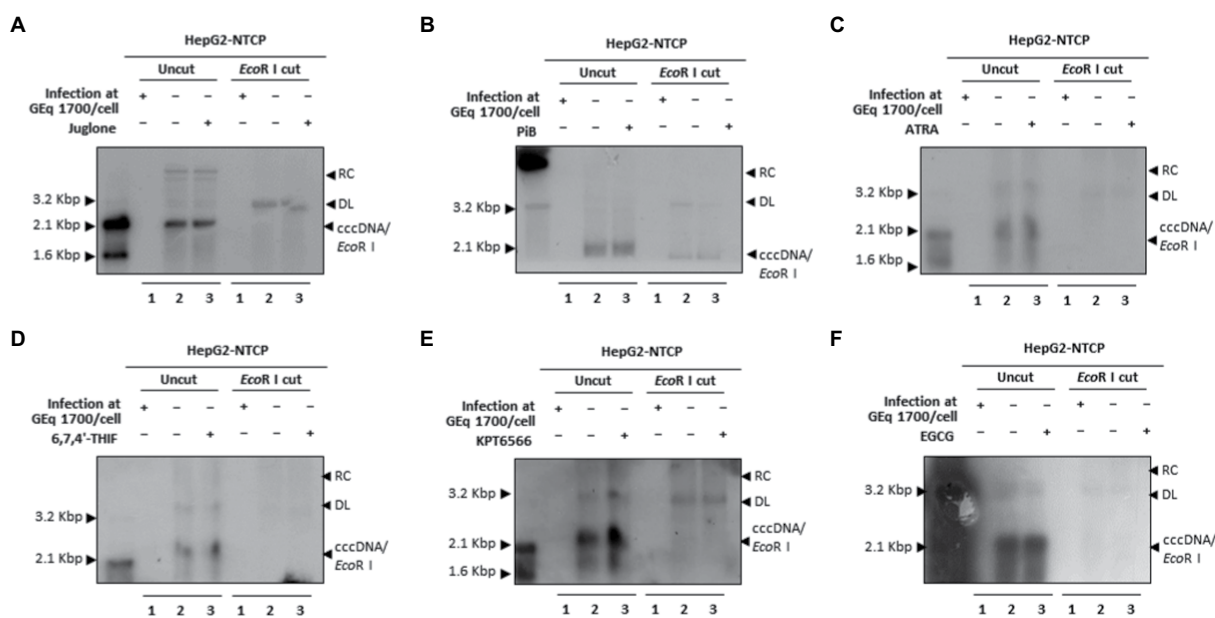 A
HepG2-NTCP
Uncut EcoR I cut
Infection at GEq 1700/cell + − − + − −
Juglone − − + − − +
RC
3.2 Kbp DL
2.1 Kbp cccDNA/
EcoR I
1.6 Kbp
1 2 3 1 2 3
B
HepG2-NTCP
Uncut EcoR I cut
Infection at GEq 1700/cell + − − + − −
PiB − − + − − +
RC
3.2 Kbp DL
2.1 Kbp cccDNA/
EcoR I
1 2 3 1 2 3
C
HepG2-NTCP
Uncut EcoR I cut
Infection at GEq 1700/cell + − − + − −
ATRA − − + − − +
RC
3.2 Kbp DL
2.1 Kbp cccDNA/
EcoR I
1.6 Kbp
1 2 3 1 2 3
D
HepG2-NTCP
Uncut EcoR I cut
Infection at GEq 1700/cell + − − + − −
6,7,4'-THIF − − + − − +
RC
DL
3.2 Kbp
2.1 Kbp cccDNA/
EcoR I
1 2 3 1 2 3
E
HepG2-NTCP
Uncut EcoR I cut
Infection at GEq 1700/cell + − − + − −
KPT6566 − − + − − +
RC
3.2 Kbp DL
2.1 Kbp cccDNA/
EcoR I
1.6 Kbp
1 2 3 1 2 3
F
HepG2-NTCP
Uncut EcoR I cut
Infection at GEq 1700/cell + − − + − −
EGCG − − + − − +
RC
3.2 Kbp DL
2.1 Kbp cccDNA/
EcoR I
1 2 3 1 2 3